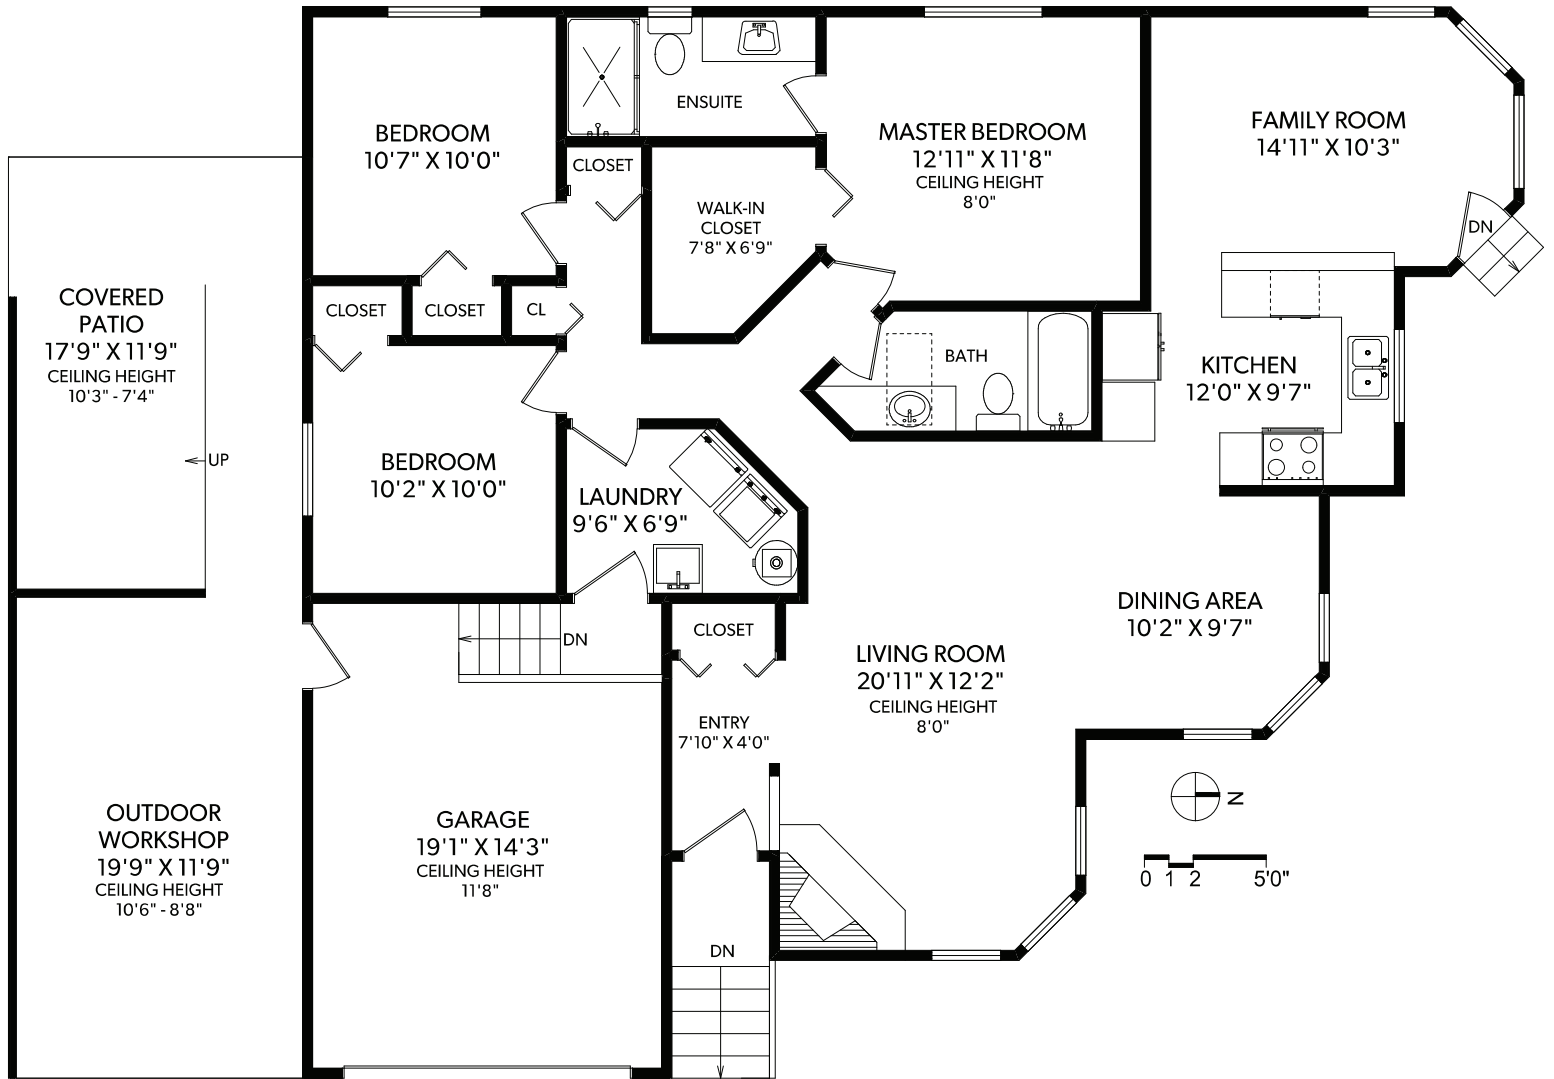 BEDROOM
10'7" X 10'0"
ENSUITE
CLOSET
WALK-IN
CLOSET
7'8" X 6'9"
MASTER BEDROOM
12'11" X 11'8"
CEILING HEIGHT
8'0"
FAMILY ROOM
14'11" X 10'3"
DN
COVERED
PATIO
17'9" X 11'9"
CEILING HEIGHT
10'3" - 7'4"
UP
CLOSET
CLOSET
CL
BATH
KITCHEN
12'0" X 9'7"
BEDROOM
10'2" X 10'0"
LAUNDRY
9'6" X 6'9"
DN
CLOSET
ENTRY
7'10" X 4'0"
LIVING ROOM
20'11" X 12'2"
CEILING HEIGHT
8'0"
DINING AREA
10'2" X 9'7"
OUTDOOR
WORKSHOP
19'9" X 11'9"
CEILING HEIGHT
10'6" - 8'8"
GARAGE
19'1" X 14'3"
CEILING HEIGHT
11'8"
DN
N
0 1 2 5'0"